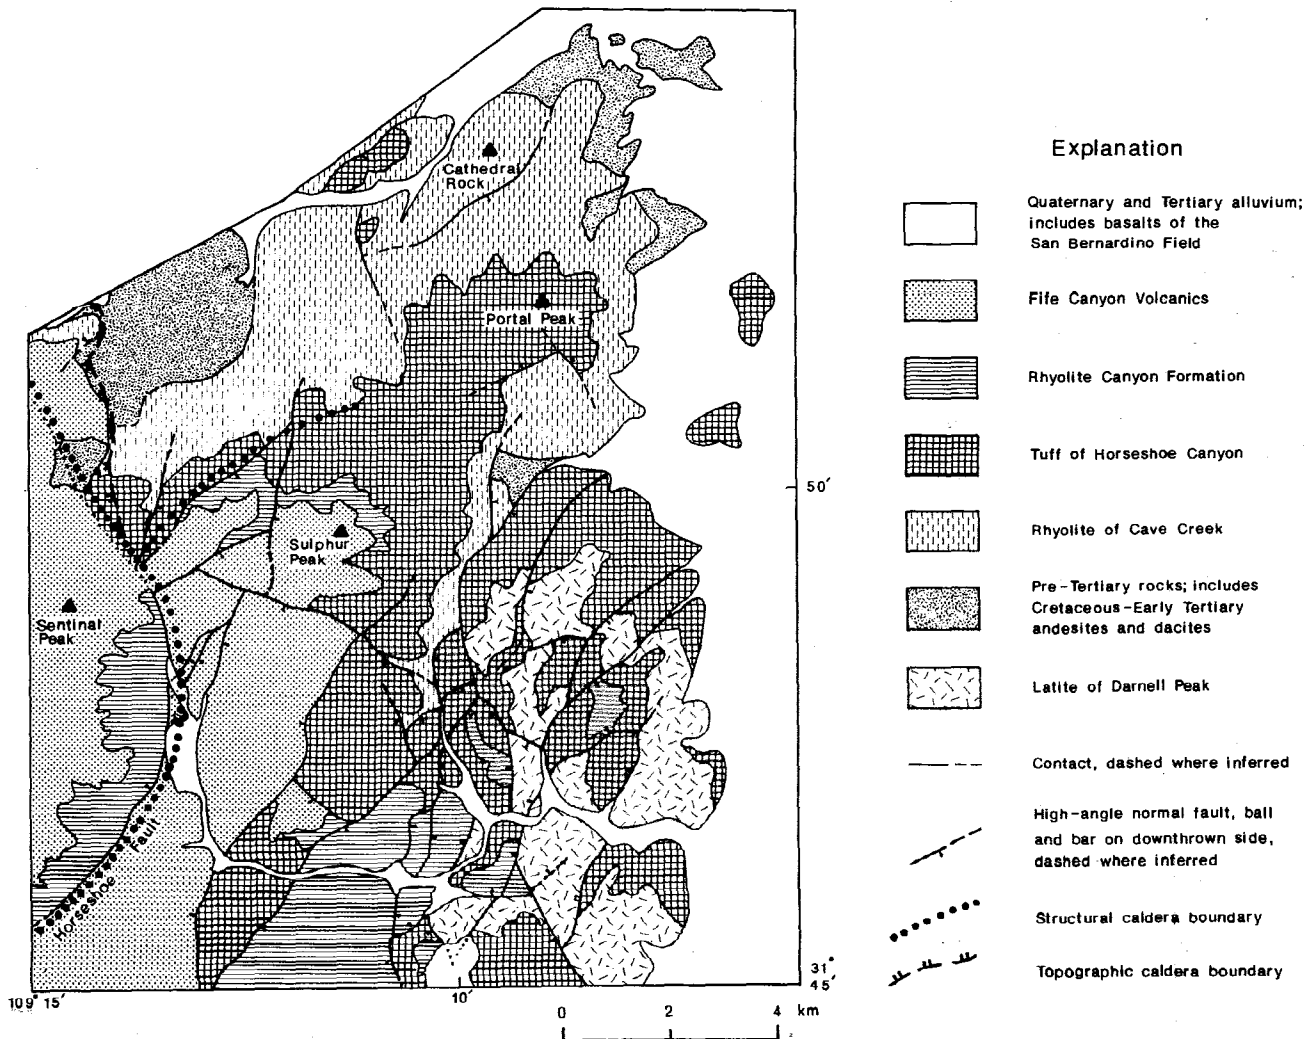 Cathedral
Rock
Portal Peak
Sulphur
Peak
Sentinal
Peak
Horseshoe Fault
50'
109° 15'
10'
31°
45'
0 2 4 km
Explanation
Quaternary and Tertiary alluvium;
includes basalts of the
San Bernardino Field
Fife Canyon Volcanics
Rhyolite Canyon Formation
Tuff of Horseshoe Canyon
Rhyolite of Cave Creek
Pre-Tertiary rocks; includes
Cretaceous-Early Tertiary
andesites and dacites
Latite of Darnell Peak
Contact, dashed where inferred
High-angle normal fault, ball
and bar on downthrown side,
dashed where inferred
Structural caldera boundary
Topographic caldera boundary